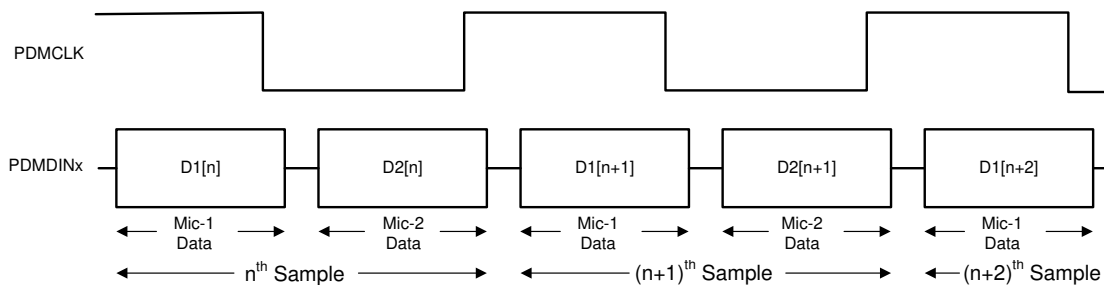 PDMCLK
PDMDINx
D1[n]
D2[n]
D1[n+1]
D2[n+1]
D1[n+2]
Mic-1
Data
Mic-2
Data
Mic-1
Data
Mic-2
Data
Mic-1
Data
nth Sample
(n+1)th Sample
(n+2)th Sample